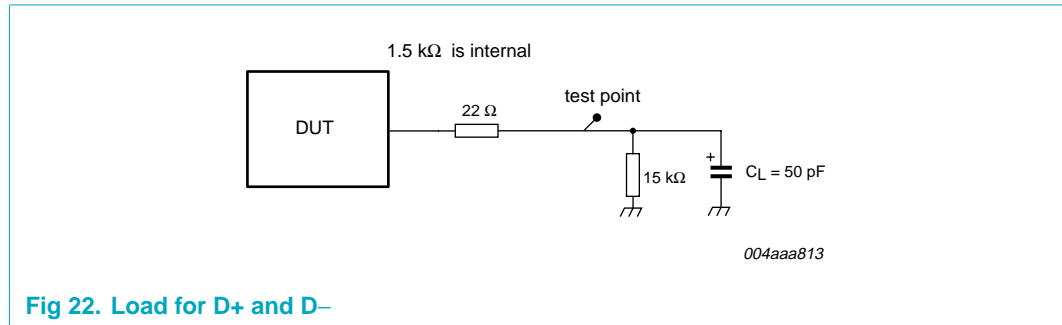 1.5 kΩ is internal
DUT
22 Ω
test point
15 kΩ
+
CL = 50 pF
004aaa813
Fig 22. Load for D+ and D−